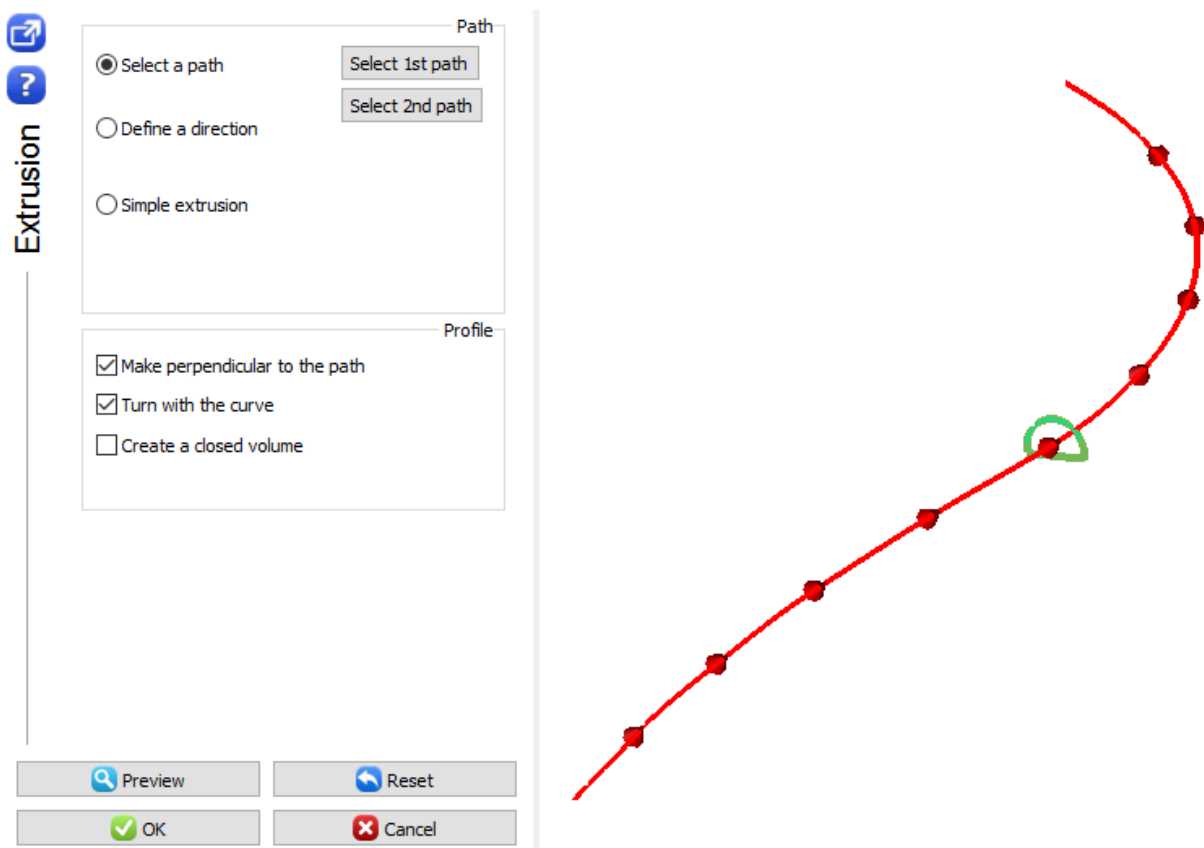 Extrusion
?
Path
Select a path
Select 1st path
Select 2nd path
Define a direction
Simple extrusion
Profile
Make perpendicular to the path
Turn with the curve
Create a closed volume
Preview
Reset
OK
Cancel